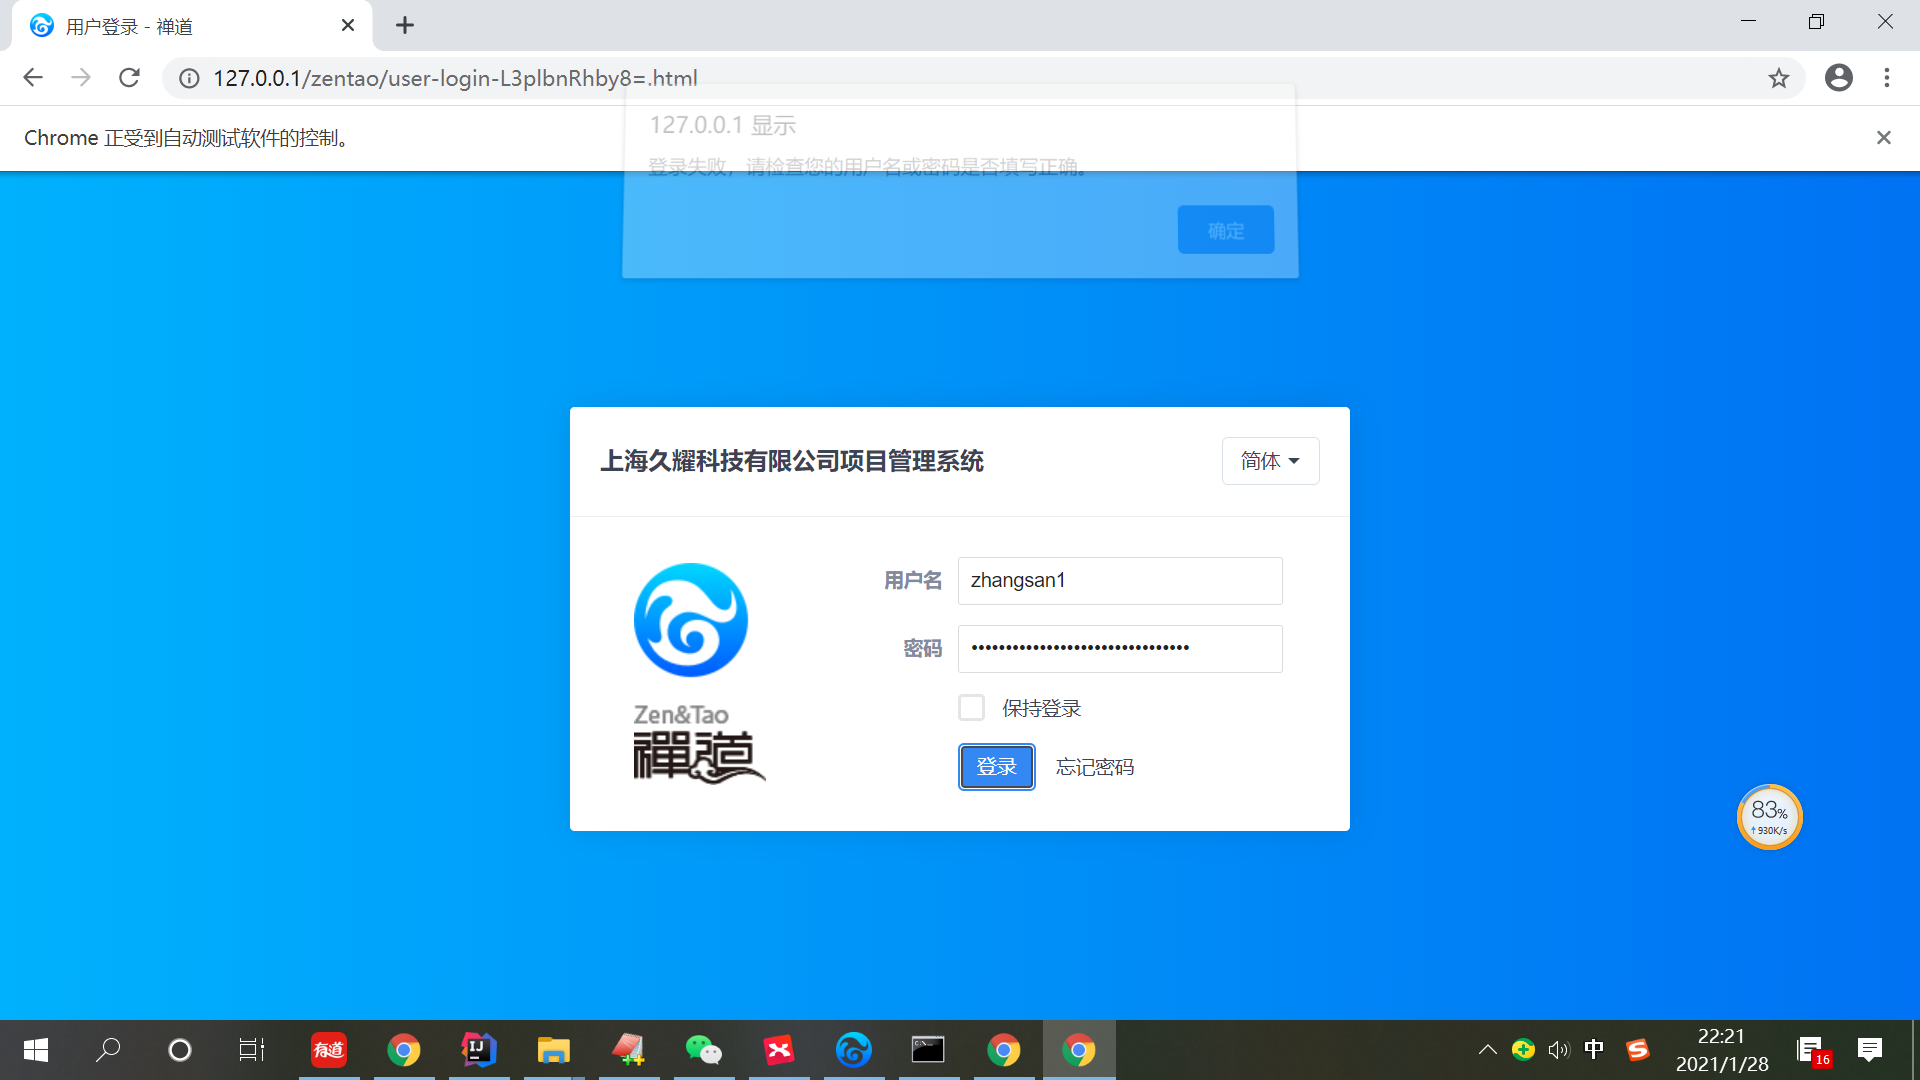 用户登录 - 禅道
127.0.0.1/zentao/user-login-L3plbnRhby8=.html
Chrome 正受到自动测试软件的控制。
127.0.0.1 显示
登录失败，请检查您的用户名或密码是否填写正确。
确定
上海久耀科技有限公司项目管理系统
简体
用户名
zhangsan1
密码
••••••••••••••••••••••••••••••••
保持登录
Zen&Tao
禪道
登录
忘记密码
83%
↑ 930K/s
有道
IJ
中
22:21
2021/1/28
16